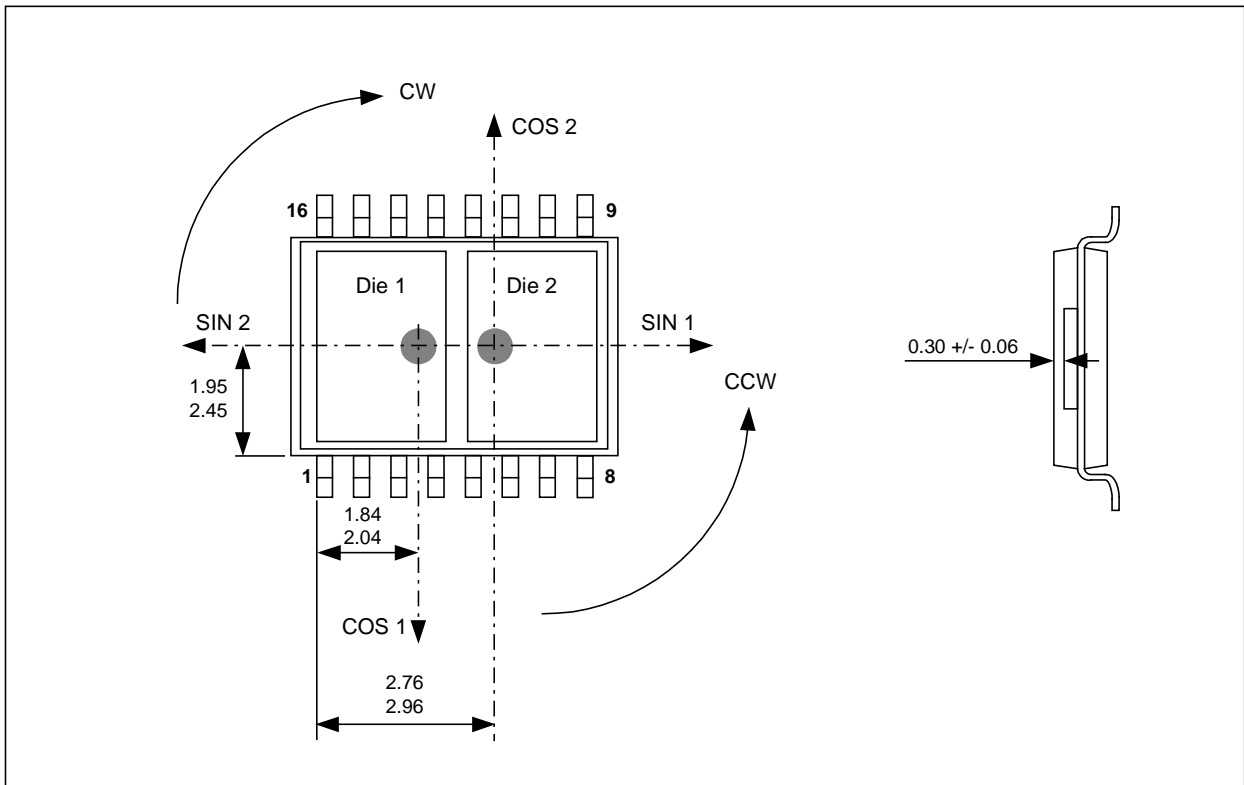 CW
COS 2
16
9
Die 1
Die 2
SIN 2
SIN 1
0.30 +/- 0.06
1.95
2.45
CCW
1
8
1.84
2.04
COS 1
2.76
2.96